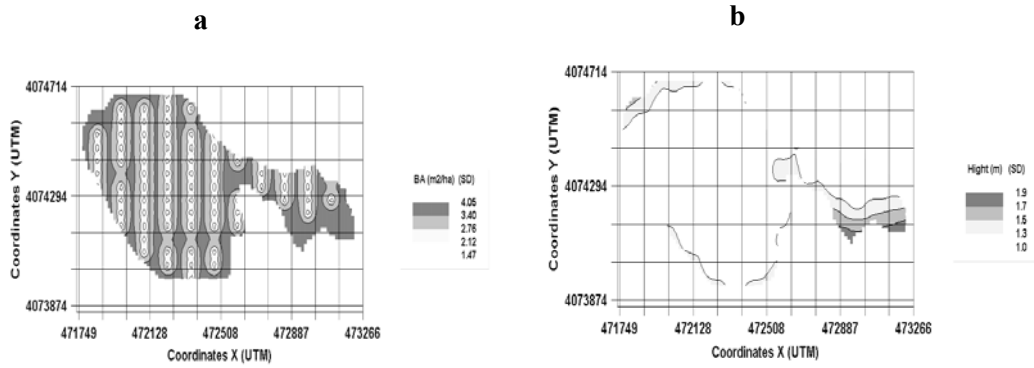 a
b
4074714
4074294
4073874
Coordinates Y (UTM)
471749 472128 472508 472887 473266
Coordinates X (UTM)
BA (m2/ha) (SD)
4.05
3.40
2.76
2.12
1.47
4074714
4074294
4073874
Coordinates Y (UTM)
471749 472128 472508 472887 473266
Coordinates X (UTM)
Hight (m) (SD)
1.9
1.7
1.5
1.3
1.0